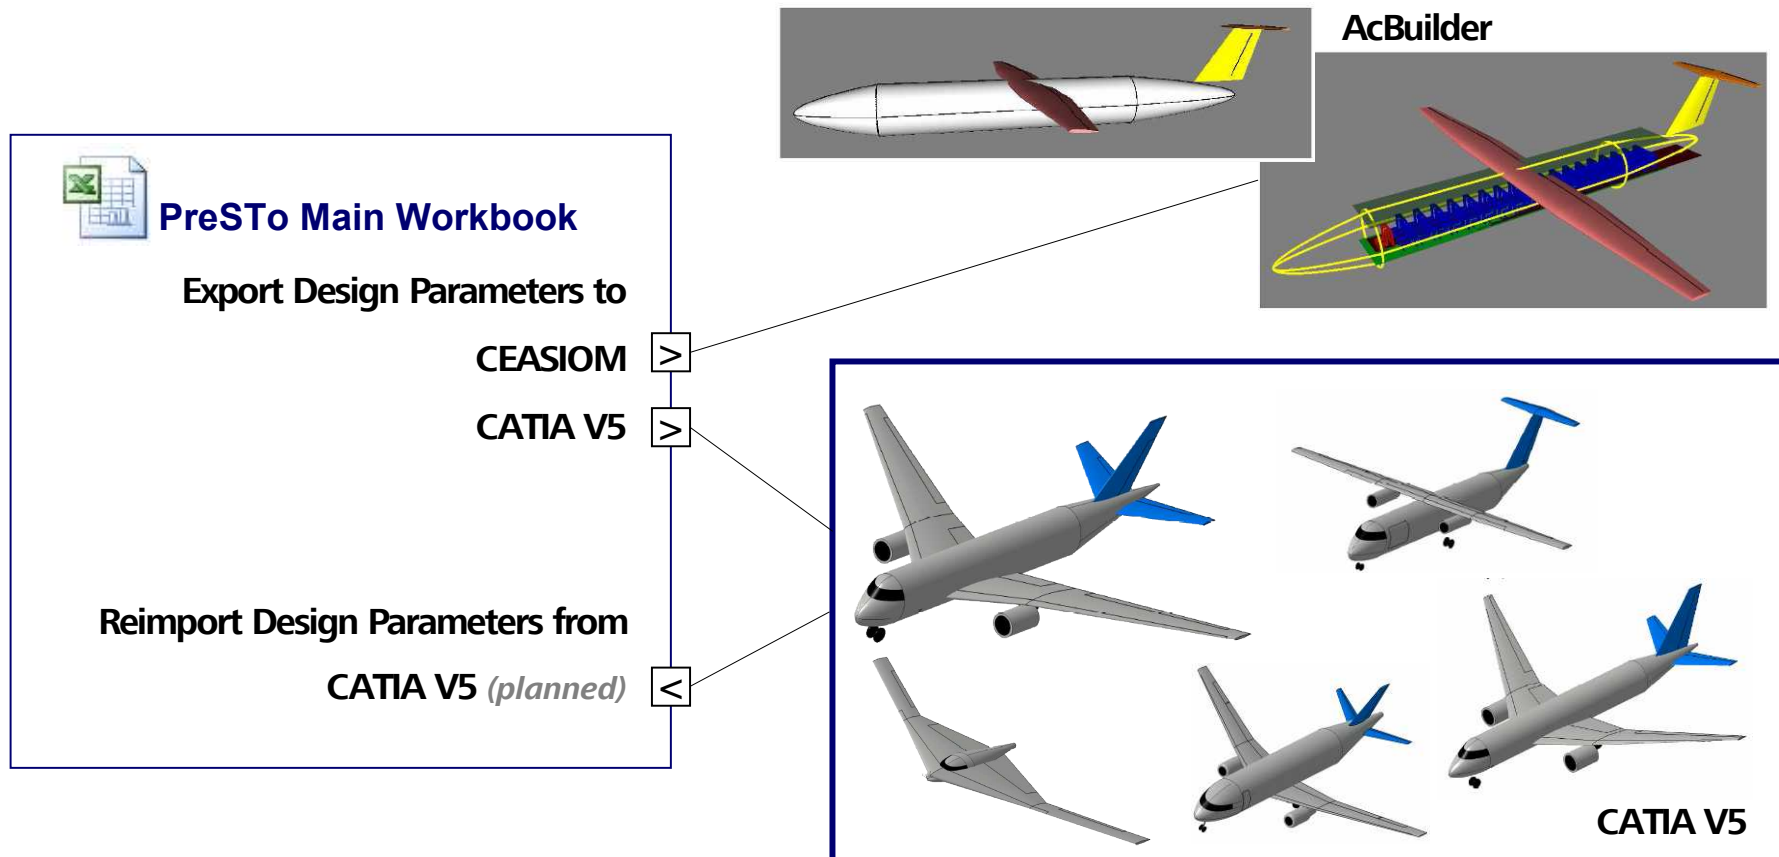 AcBuilder
PreSTo Main Workbook
Export Design Parameters to
CEASIOM >
CATIA V5 >
Reimport Design Parameters from
CATIA V5 (planned) <
CATIA V5